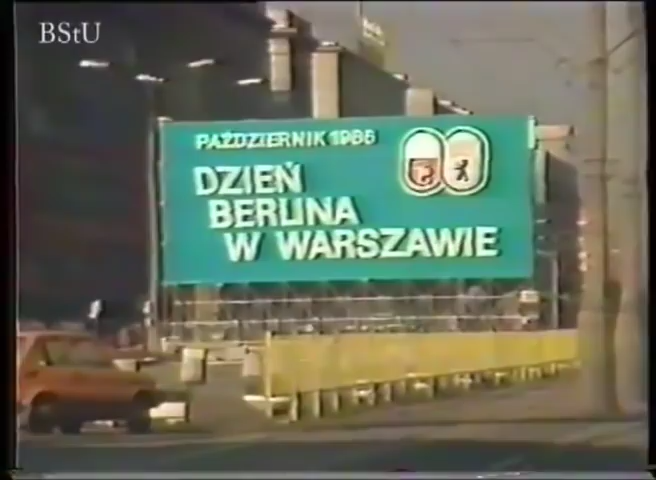 BStU
PAŹDZIERNIK 1986
DZIEŃ
BERLINA
W WARSZAWIE